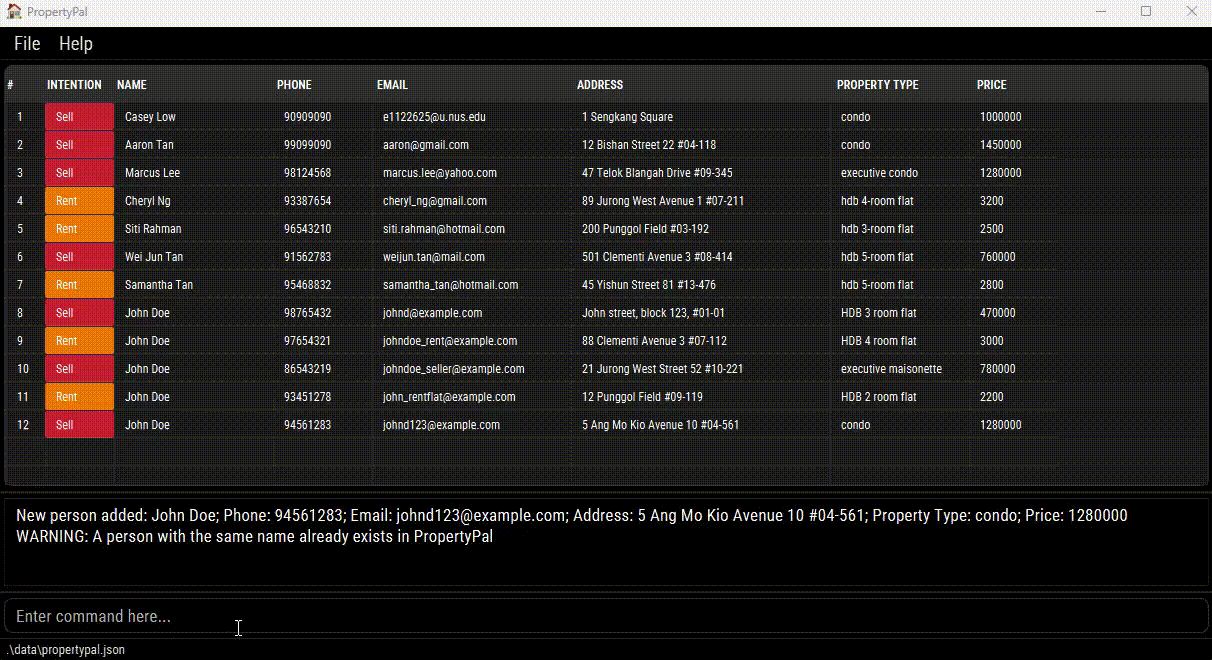 PropertyPal
File Help
# INTENTION NAME PHONE EMAIL ADDRESS PROPERTY TYPE PRICE
1 Sell Casey Low 90909090 e1122625@u.nus.edu 1 Sengkang Square condo 1000000
2 Sell Aaron Tan 99099090 aaron@gmail.com 12 Bishan Street 22 #04-118 condo 1450000
3 Sell Marcus Lee 98124568 marcus.lee@yahoo.com 47 Telok Blangah Drive #09-345 executive condo 1280000
4 Rent Cheryl Ng 93387654 cheryl_ng@gmail.com 89 Jurong West Avenue 1 #07-211 hdb 4-room flat 3200
5 Rent Siti Rahman 96543210 siti.rahman@hotmail.com 200 Punggol Field #03-192 hdb 3-room flat 2500
6 Sell Wei Jun Tan 91562783 weijun.tan@mail.com 501 Clementi Avenue 3 #08-414 hdb 5-room flat 760000
7 Rent Samantha Tan 95468832 samantha_tan@hotmail.com 45 Yishun Street 81 #13-476 hdb 5-room flat 2800
8 Sell John Doe 98765432 johnd@example.com John street, block 123, #01-01 HDB 3 room flat 470000
9 Rent John Doe 97654321 johndoe_rent@example.com 88 Clementi Avenue 3 #07-112 HDB 4 room flat 3000
10 Sell John Doe 86543219 johndoe_seller@example.com 21 Jurong West Street 52 #10-221 executive maisonette 780000
11 Rent John Doe 93451278 john_rentflat@example.com 12 Punggol Field #09-119 HDB 2 room flat 2200
12 Sell John Doe 94561283 johnd123@example.com 5 Ang Mo Kio Avenue 10 #04-561 condo 1280000
New person added: John Doe; Phone: 94561283; Email: johnd123@example.com; Address: 5 Ang Mo Kio Avenue 10 #04-561; Property Type: condo; Price: 1280000
WARNING: A person with the same name already exists in PropertyPal
Enter command here...
.\data\propertypal.json